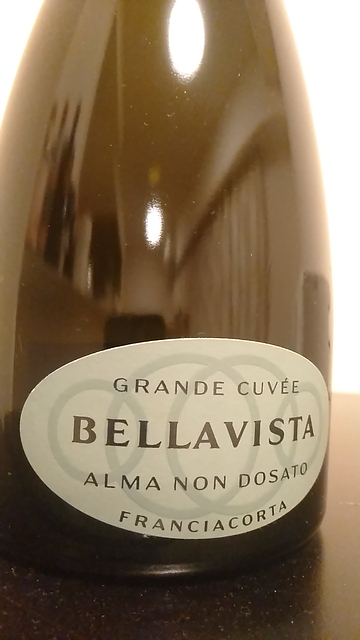 GRANDE CUVÉE
BELLAVISTA
ALMA NON DOSATO
FRANCIACORTA